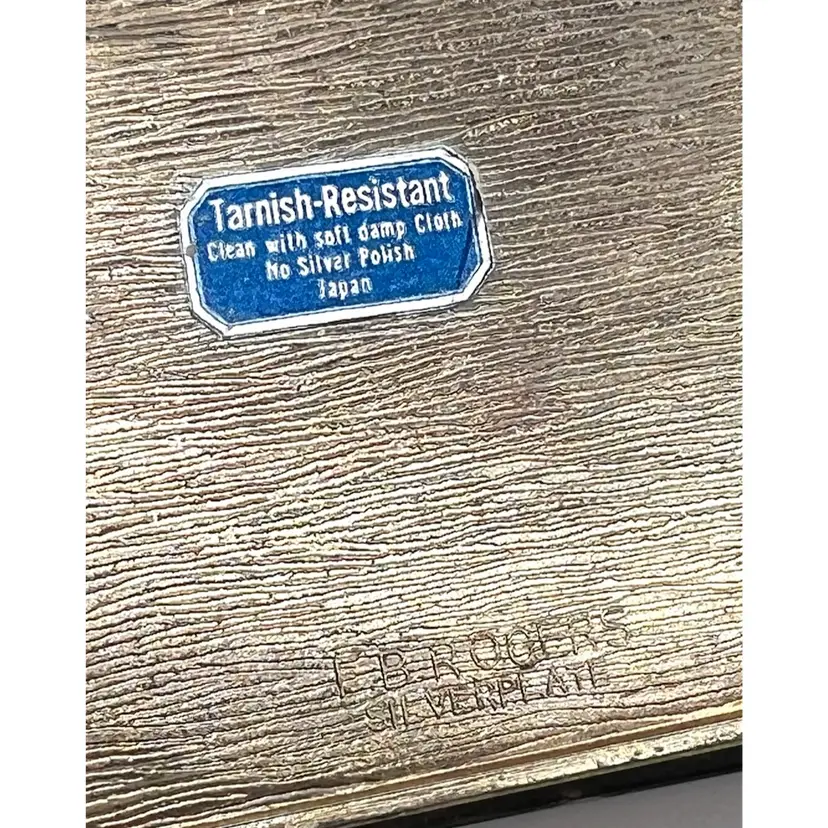 Tarnish-Resistant
Clean with soft damp Cloth
No Silver Polish
Japan
F B ROGERS
SILVERPLATE